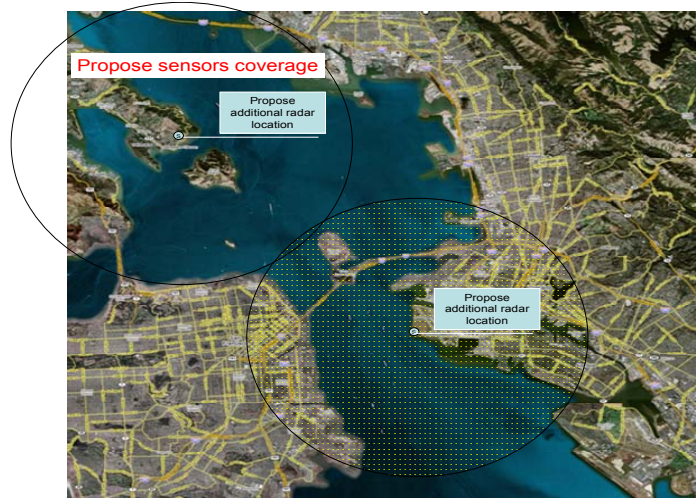 Propose sensors coverage
Propose
additional radar
location
Propose
additional radar
location